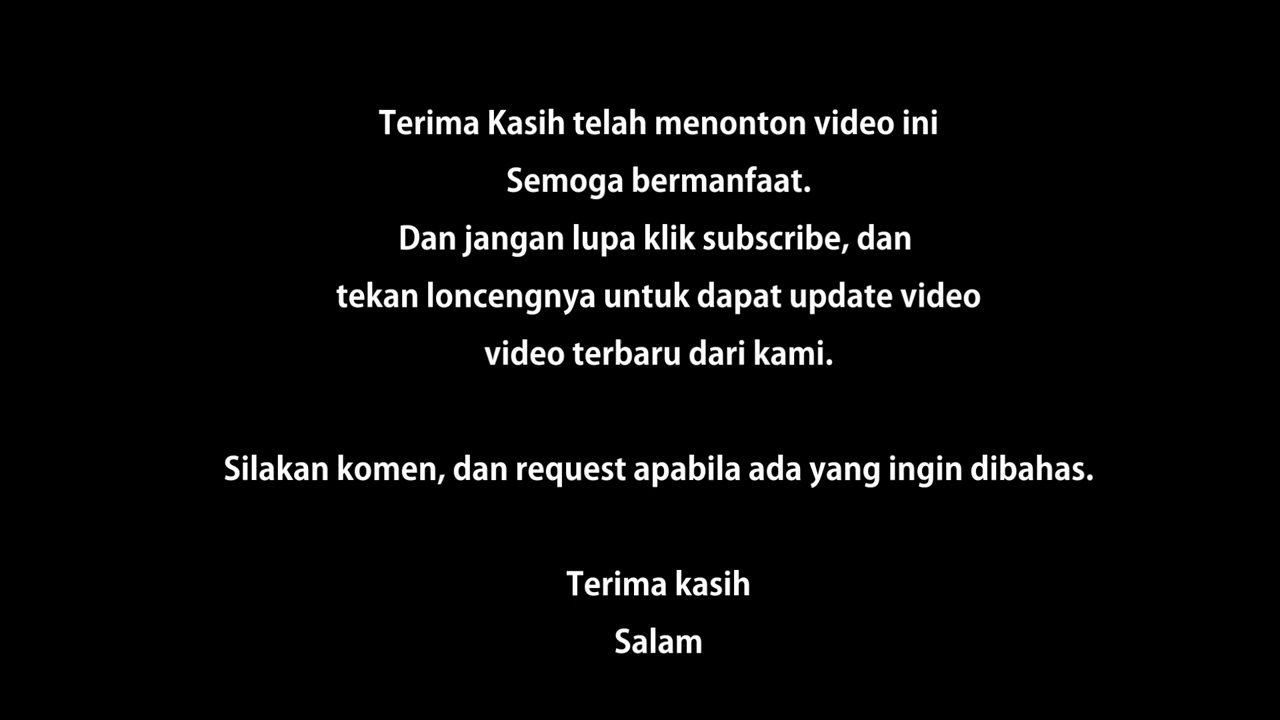 Terima Kasih telah menonton video ini
Semoga bermanfaat.
Dan jangan lupa klik subscribe, dan
tekan loncengnya untuk dapat update video
video terbaru dari kami.
Silakan komen, dan request apabila ada yang ingin dibahas.
Terima kasih
Salam